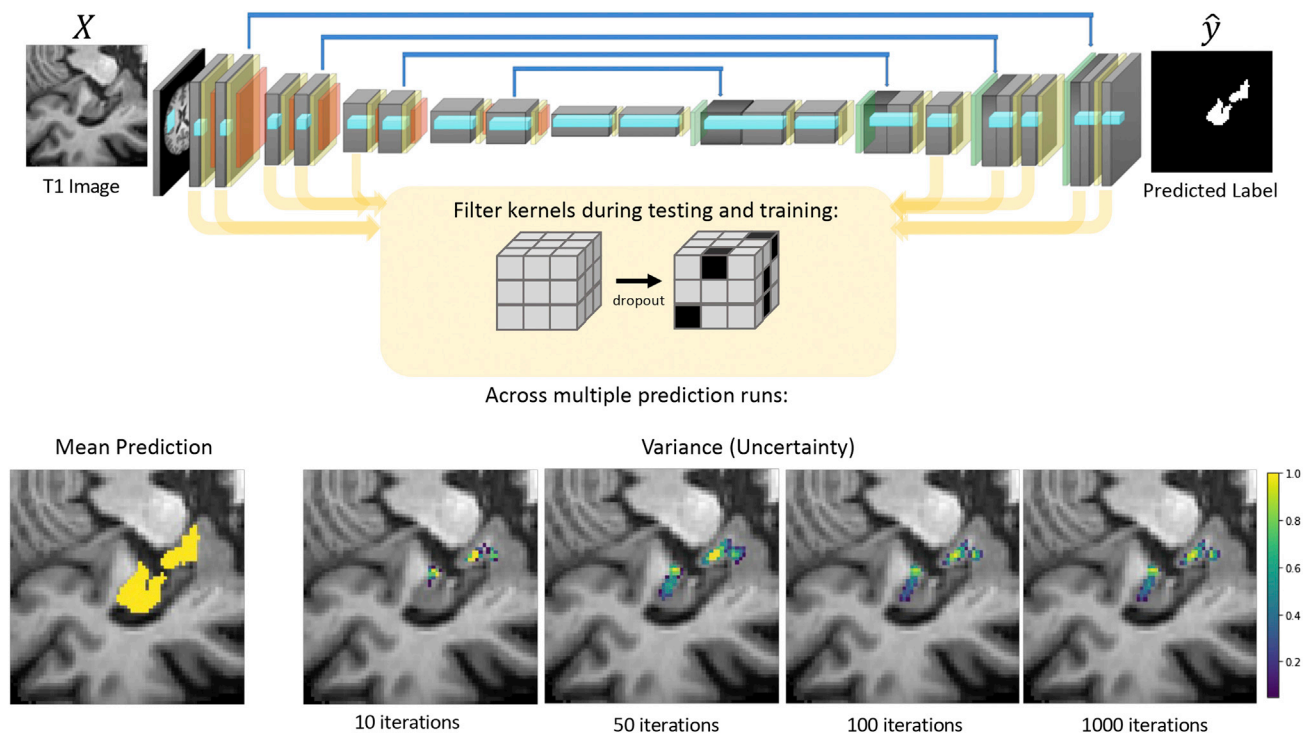 X
ŷ
T1 Image
Predicted Label
Filter kernels during testing and training:
dropout
Across multiple prediction runs:
Mean Prediction
Variance (Uncertainty)
1.0
0.8
0.6
0.4
0.2
10 iterations
50 iterations
100 iterations
1000 iterations